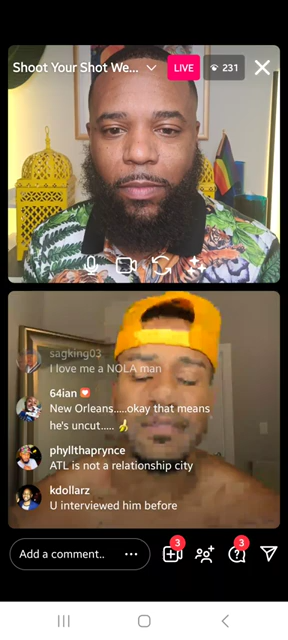 Shoot Your Shot We...
LIVE
231
sagking03
I love me a NOLA man
64ian
New Orleans.....okay that means
he's uncut.....🍌
phyllthaprynce
ATL is not a relationship city
kdollarz
U interviewed him before
Add a comment..
3
3